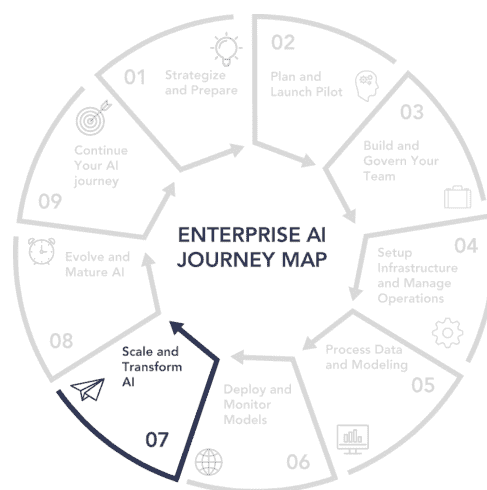 ENTERPRISE AI
JOURNEY MAP
01
Strategize
and Prepare
02
Plan and
Launch Pilot
03
Build and
Govern Your
Team
04
Setup
Infrastructure
and Manage
Operations
05
Process Data
and Modeling
06
Deploy and
Monitor
Models
07
Scale and
Transform
AI
08
Evolve and
Mature AI
09
Continue
Your AI
journey